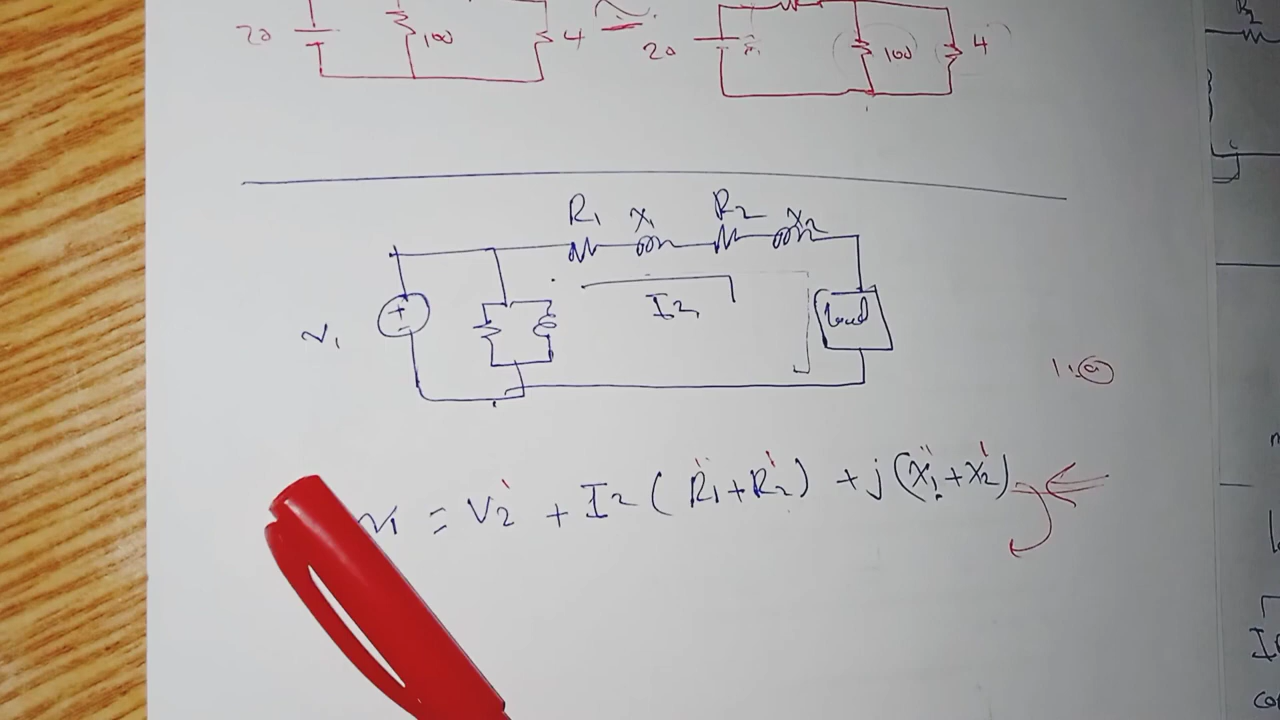 20 100 4 ≅ 20 100 4
R₂
R₁ X₁ R₂ X₂
I₂
+
Load
V₁
1.ⓐ
V₁ = V₂' + I₂ (R₁ + R₂') + j (X₁ + X₂')